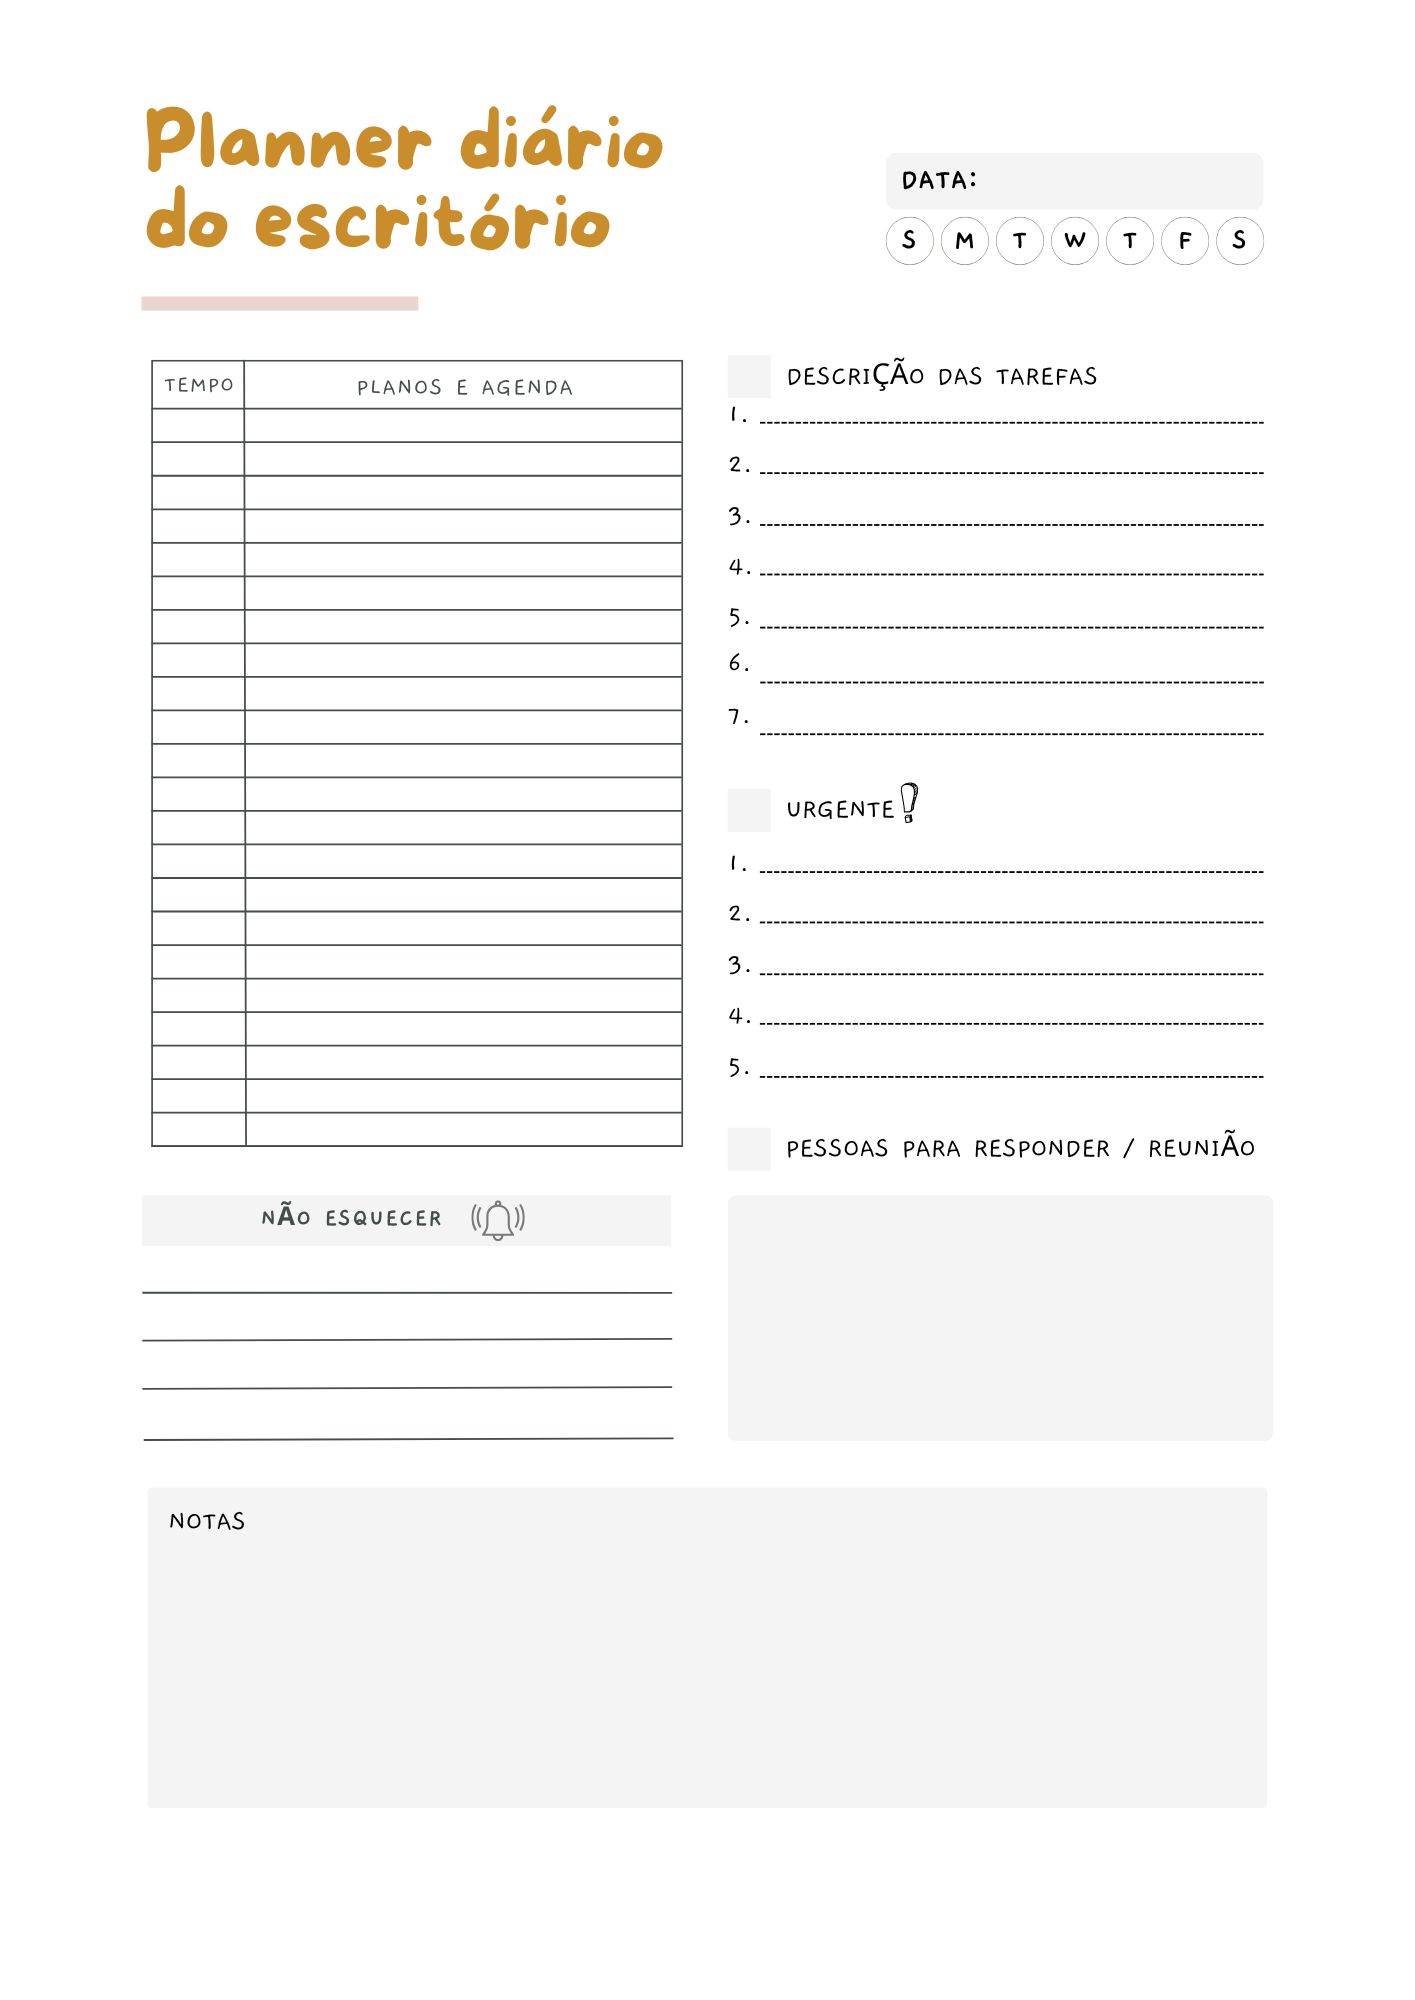 Planner diário
do escritório
DATA:
S M T W T F S
TEMPO PLANOS E AGENDA
DESCRIÇÃO DAS TAREFAS
1.
2.
3.
4.
5.
6.
7.
URGENTE!
1.
2.
3.
4.
5.
PESSOAS PARA RESPONDER / REUNIÃO
NÃO ESQUECER
NOTAS